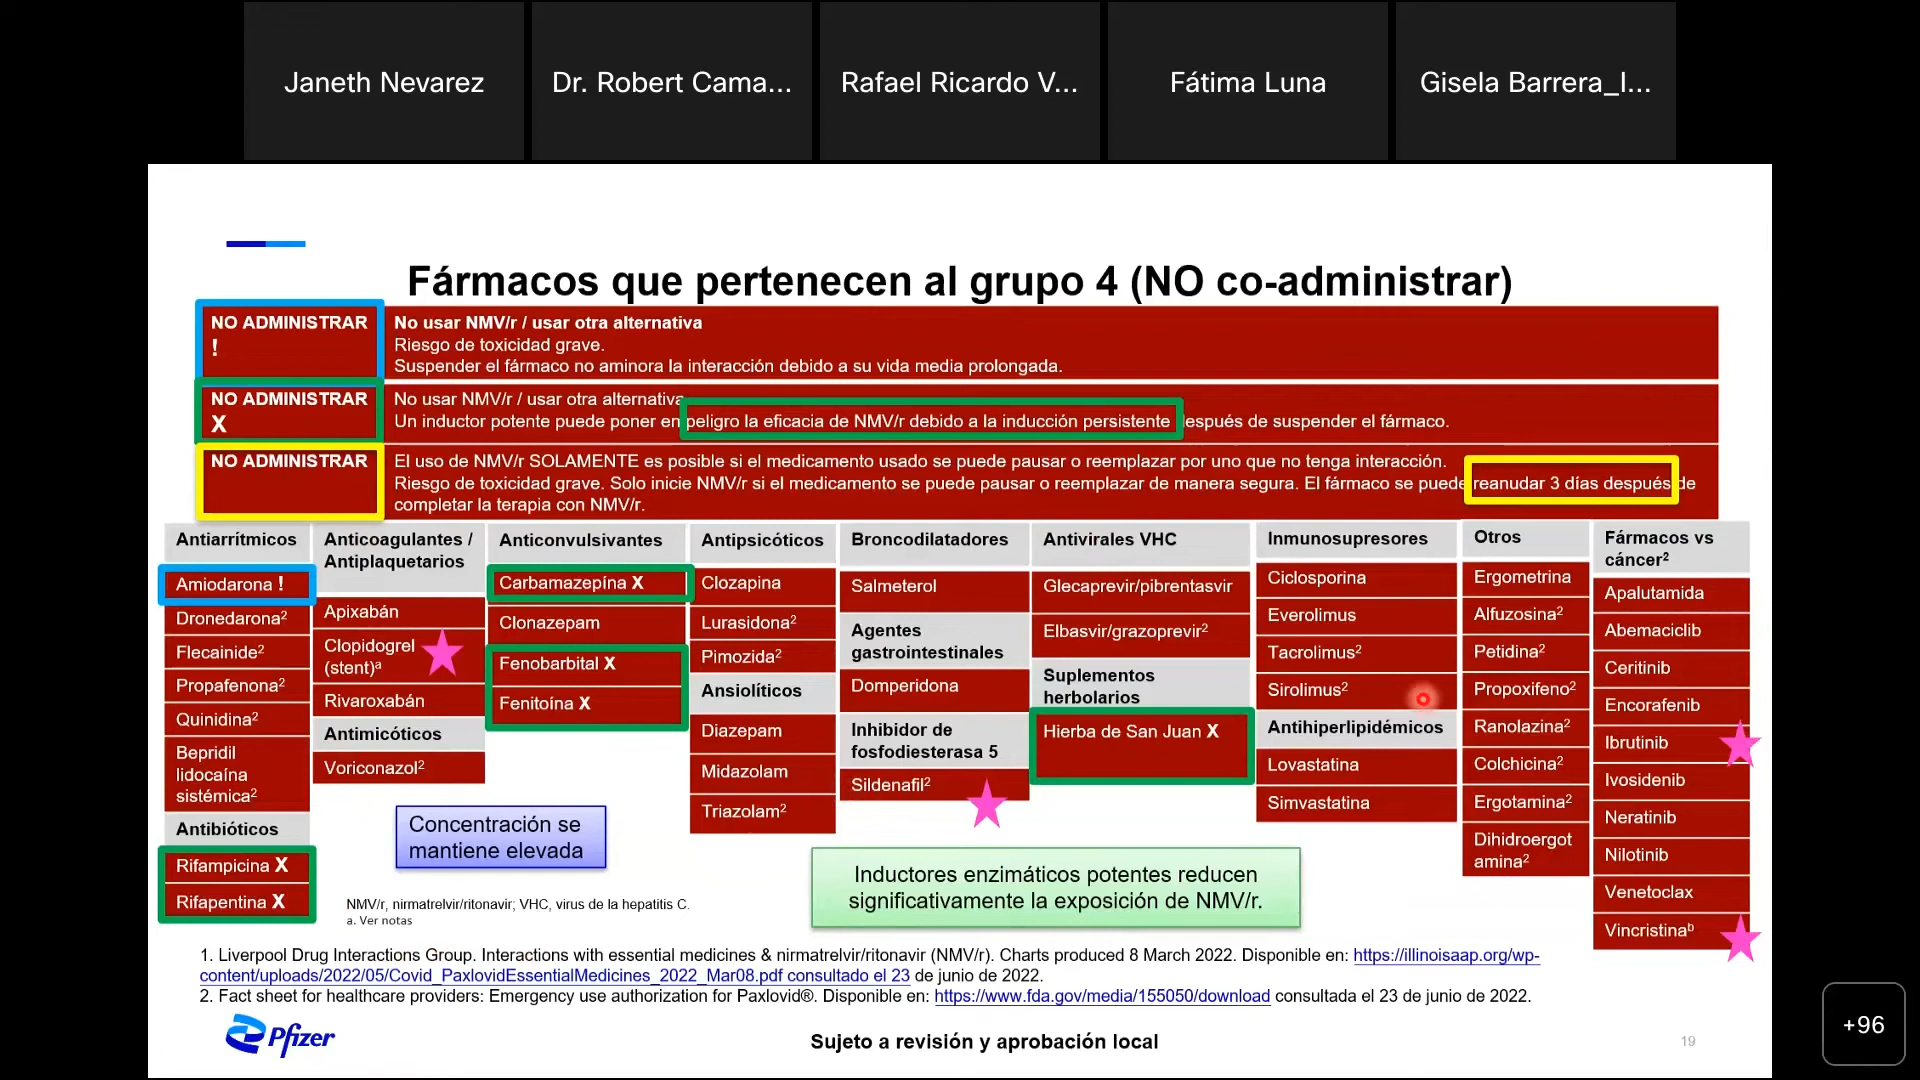 Janeth Nevarez
Dr. Robert Cama...
Rafael Ricardo V...
Fátima Luna
Gisela Barrera_I...
Fármacos que pertenecen al grupo 4 (NO co-administrar)
NO ADMINISTRAR
!
No usar NMV/r / usar otra alternativa
Riesgo de toxicidad grave.
Suspender el fármaco no aminora la interacción debido a su vida media prolongada.
NO ADMINISTRAR
X
No usar NMV/r / usar otra alternativa
Un inductor potente puede poner en peligro la eficacia de NMV/r debido a la inducción persistente después de suspender el fármaco.
NO ADMINISTRAR
El uso de NMV/r SOLAMENTE es posible si el medicamento usado se puede pausar o reemplazar por uno que no tenga interacción.
Riesgo de toxicidad grave. Solo inicie NMV/r si el medicamento se puede pausar o reemplazar de manera segura. El fármaco se puede reanudar 3 días después de
completar la terapia con NMV/r.
Antiarrítmicos
Amiodarona !
Dronedarona²
Flecainide²
Propafenona²
Quinidina²
Bepridil
lidocaína
sistémica²
Antibióticos
Rifampicina X
Rifapentina X
Anticoagulantes /
Antiplaquetarios
Apixabán
Clopidogrel
(stent)ᵃ
Rivaroxabán
Antimicóticos
Voriconazol²
Anticonvulsivantes
Carbamazepína X
Clonazepam
Fenobarbital X
Fenitoína X
Antipsicóticos
Clozapina
Lurasidona²
Pimozida²
Ansiolíticos
Diazepam
Midazolam
Triazolam²
Broncodilatadores
Salmeterol
Agentes
gastrointestinales
Domperidona
Inhibidor de
fosfodiesterasa 5
Sildenafil²
Antivirales VHC
Glecaprevir/pibrentasvir
Elbasvir/grazoprevir²
Suplementos
herbolarios
Hierba de San Juan X
Inmunosupresores
Ciclosporina
Everolimus
Tacrolimus²
Sirolimus²
Antihiperlipidémicos
Lovastatina
Simvastatina
Otros
Ergometrina
Alfuzosina²
Petidina²
Propoxifeno²
Ranolazina²
Colchicina²
Ergotamina²
Dihidroergot
amina²
Fármacos vs
cáncer²
Apalutamida
Abemaciclib
Ceritinib
Encorafenib
Ibrutinib
Ivosidenib
Neratinib
Nilotinib
Venetoclax
Vincristinaᵇ
Concentración se
mantiene elevada
Inductores enzimáticos potentes reducen
significativamente la exposición de NMV/r.
NMV/r, nirmatrelvir/ritonavir; VHC, virus de la hepatitis C.
a. Ver notas
1. Liverpool Drug Interactions Group. Interactions with essential medicines & nirmatrelvir/ritonavir (NMV/r). Charts produced 8 March 2022. Disponible en: https://illinoisaap.org/wp-
content/uploads/2022/05/Covid_PaxlovidEssentialMedicines_2022_Mar08.pdf consultado el 23 de junio de 2022.
2. Fact sheet for healthcare providers: Emergency use authorization for Paxlovid®. Disponible en: https://www.fda.gov/media/155050/download consultada el 23 de junio de 2022.
Pfizer
Sujeto a revisión y aprobación local
19
+96